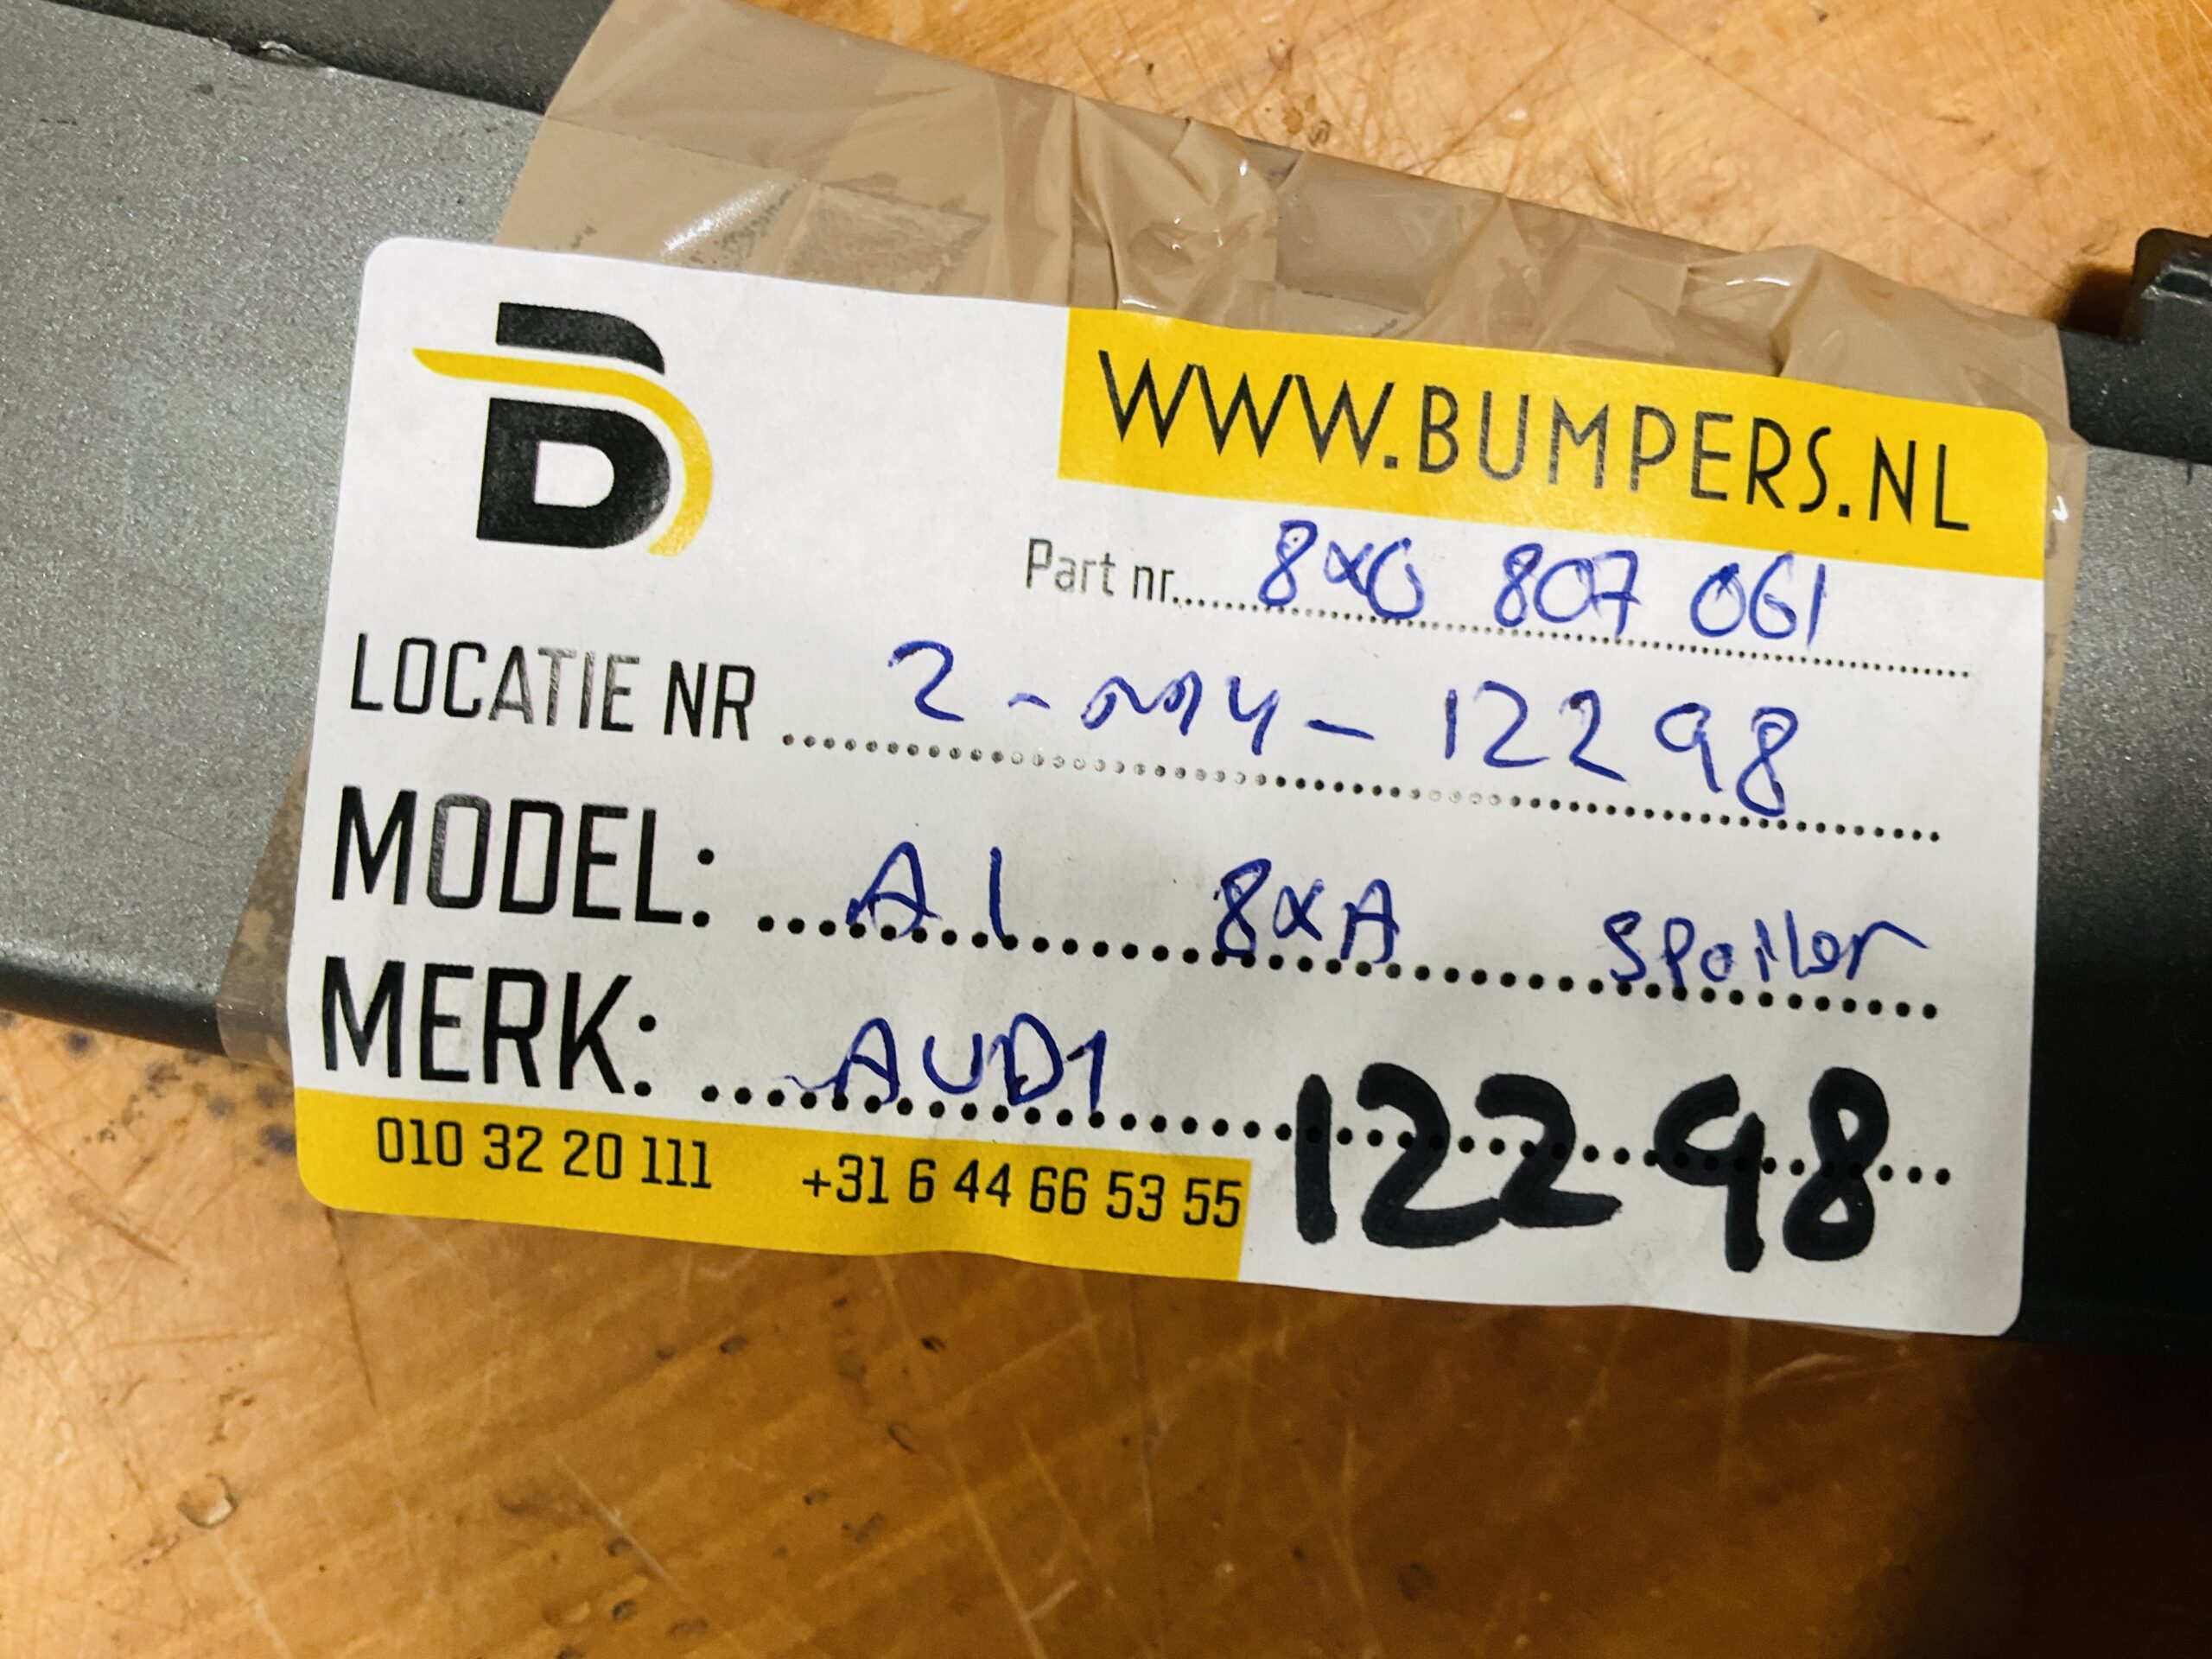 WWW.BUMPERS.NL
Part nr. 8x0 807 061
LOCATIE NR 2 - m14 - 12298
MODEL: A1 8xA Spoiler
MERK: AUDI
010 32 20 111 +31 6 44 66 53 55 12298